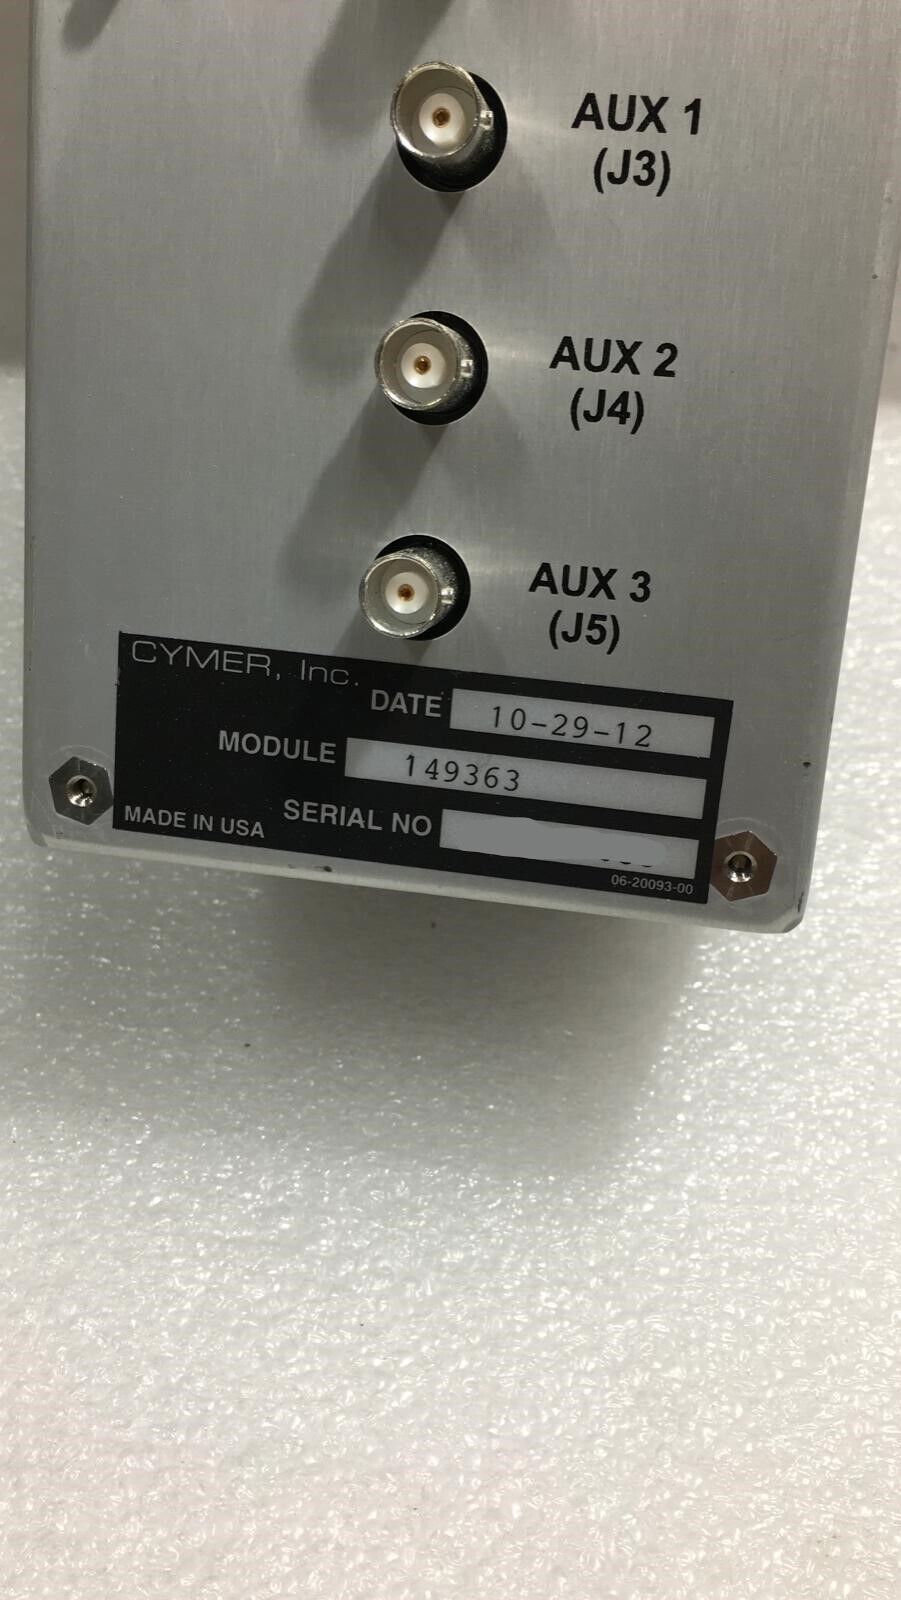 AUX 1
(J3)
AUX 2
(J4)
AUX 3
(J5)
CYMER, Inc.
DATE 10-29-12
MODULE 149363
SERIAL NO
MADE IN USA
06-20093-00